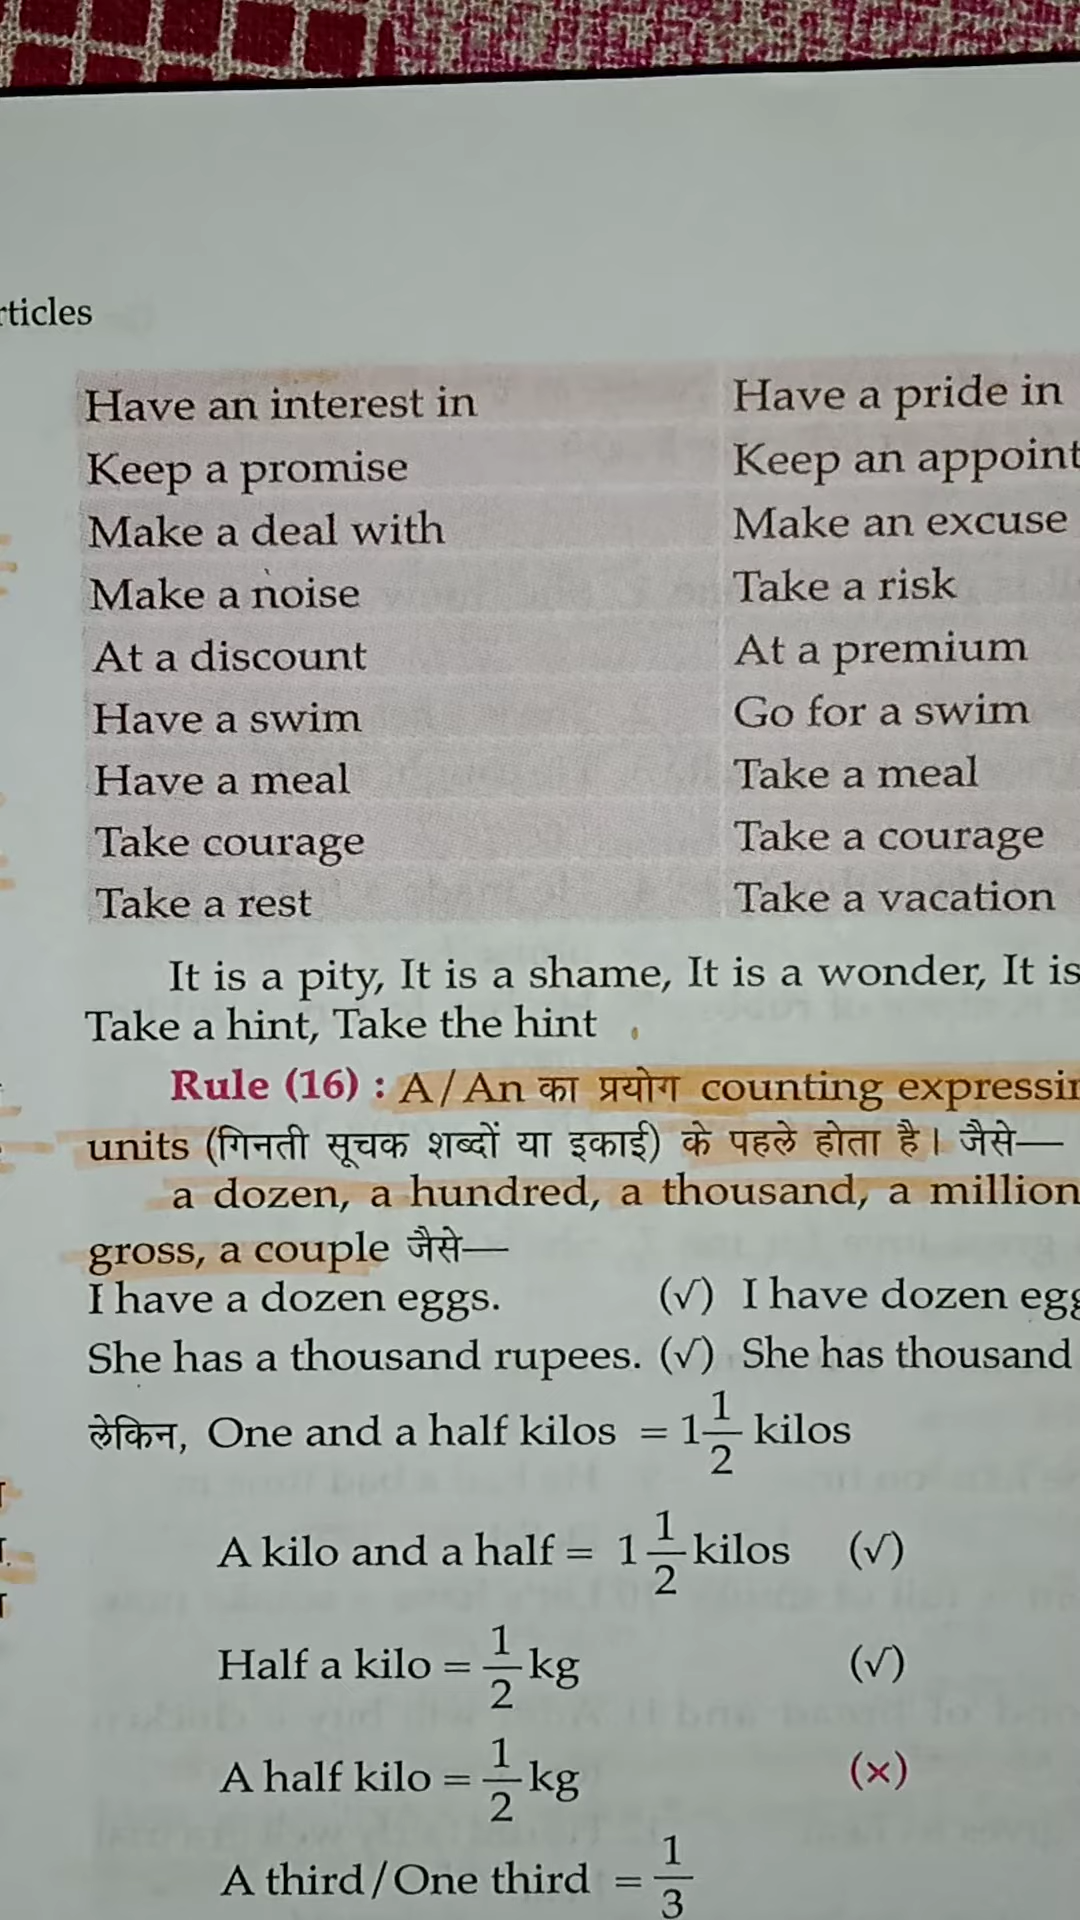 rticles
Have an interest in Have a pride in
Keep a promise Keep an appoint
Make a deal with Make an excuse
Make a noise Take a risk
At a discount At a premium
Have a swim Go for a swim
Have a meal Take a meal
Take courage Take a courage
Take a rest Take a vacation
It is a pity, It is a shame, It is a wonder, It is
Take a hint, Take the hint
Rule (16) : A/An का प्रयोग counting expressin
units (गिनती सूचक शब्दों या इकाई) के पहले होता है। जैसे—
a dozen, a hundred, a thousand, a million
gross, a couple जैसे—
I have a dozen eggs. (√) I have dozen egg
She has a thousand rupees. (√) She has thousand
लेकिन, One and a half kilos = 1 1/2 kilos
A kilo and a half = 1 1/2 kilos (√)
Half a kilo = 1/2 kg (√)
A half kilo = 1/2 kg (×)
A third/One third = 1/3